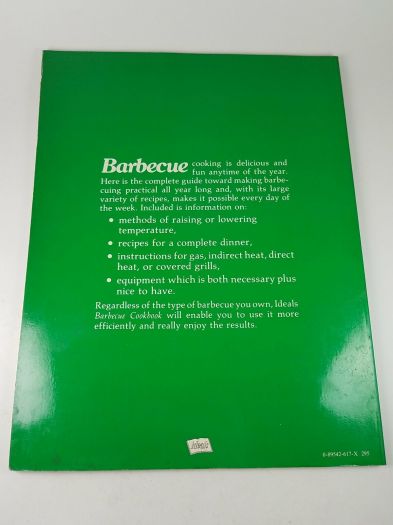 Barbecue cooking is delicious and
fun anytime of the year.
Here is the complete guide toward making barbe-
cuing practical all year long and, with its large
variety of recipes, makes it possible every day of
the week. Included is information on:
• methods of raising or lowering
temperature,
• recipes for a complete dinner,
• instructions for gas, indirect heat, direct
heat, or covered grills,
• equipment which is both necessary plus
nice to have.
Regardless of the type of barbecue you own, Ideals
Barbecue Cookbook will enable you to use it more
efficiently and really enjoy the results.
0-89542-617-X 295